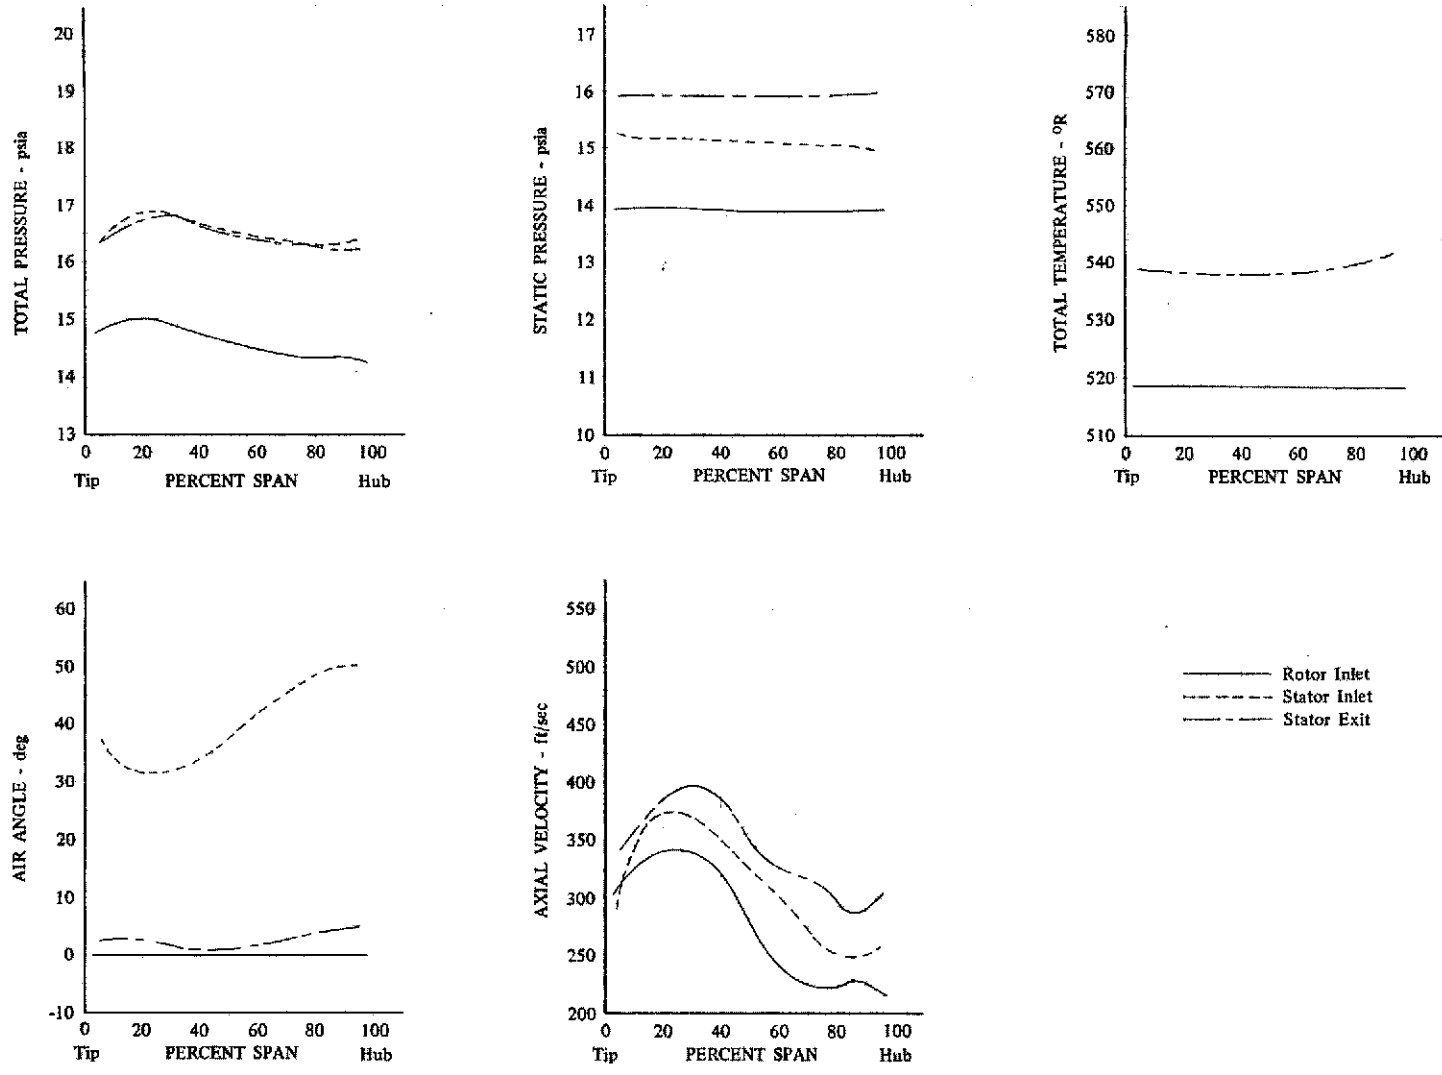 20
19
18
17
16
15
14
13
TOTAL PRESSURE - psia
0 20 40 60 80 100
Tip PERCENT SPAN Hub
17
16
15
14
13
12
11
10
STATIC PRESSURE - psia
0 20 40 60 80 100
Tip PERCENT SPAN Hub
580
570
560
550
540
530
520
510
TOTAL TEMPERATURE - °R
0 20 40 60 80 100
Tip PERCENT SPAN Hub
60
50
40
30
20
10
0
-10
AIR ANGLE - deg
0 20 40 60 80 100
Tip PERCENT SPAN Hub
550
500
450
400
350
300
250
200
AXIAL VELOCITY - ft/sec
0 20 40 60 80 100
Tip PERCENT SPAN Hub
Rotor Inlet
Stator Inlet
Stator Exit